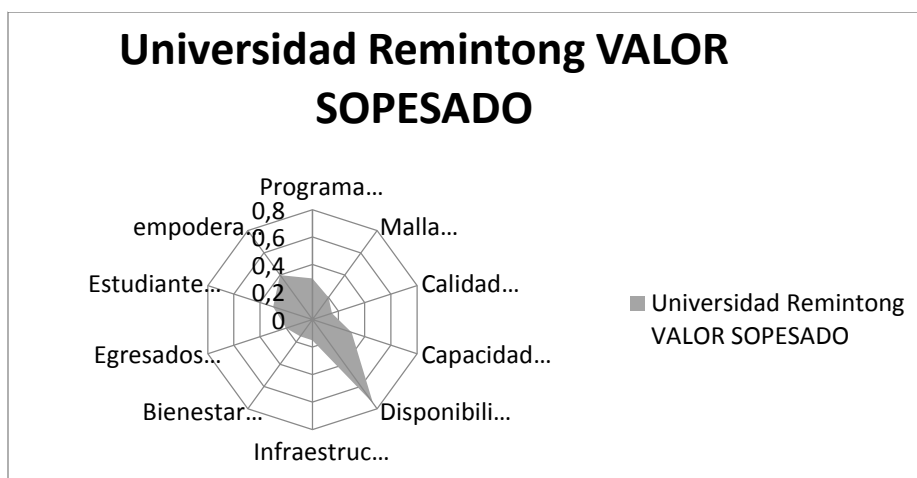 Universidad Remintong VALOR
SOPESADO
Programa...
0,8
0,6
0,4
0,2
0
Malla...
Calidad...
Capacidad...
Disponibili...
Infraestruc...
Bienestar...
Egresados...
Estudiante...
empodera...
Universidad Remintong
VALOR SOPESADO